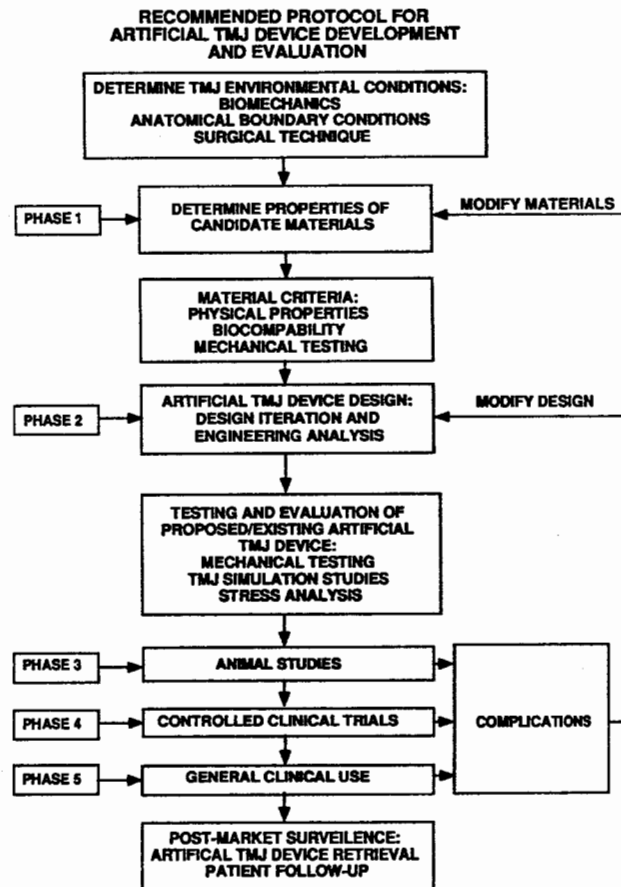 RECOMMENDED PROTOCOL FOR
ARTIFICIAL TMJ DEVICE DEVELOPMENT
AND EVALUATION
DETERMINE TMJ ENVIRONMENTAL CONDITIONS:
BIOMECHANICS
ANATOMICAL BOUNDARY CONDITIONS
SURGICAL TECHNIQUE
PHASE 1
DETERMINE PROPERTIES OF
CANDIDATE MATERIALS
MODIFY MATERIALS
MATERIAL CRITERIA:
PHYSICAL PROPERTIES
BIOCOMPABILITY
MECHANICAL TESTING
PHASE 2
ARTIFICIAL TMJ DEVICE DESIGN:
DESIGN ITERATION AND
ENGINEERING ANALYSIS
MODIFY DESIGN
TESTING AND EVALUATION OF
PROPOSED/EXISTING ARTIFICIAL
TMJ DEVICE:
MECHANICAL TESTING
TMJ SIMULATION STUDIES
STRESS ANALYSIS
PHASE 3
ANIMAL STUDIES
PHASE 4
CONTROLLED CLINICAL TRIALS
COMPLICATIONS
PHASE 5
GENERAL CLINICAL USE
POST-MARKET SURVEILENCE:
ARTIFICAL TMJ DEVICE RETRIEVAL
PATIENT FOLLOW-UP